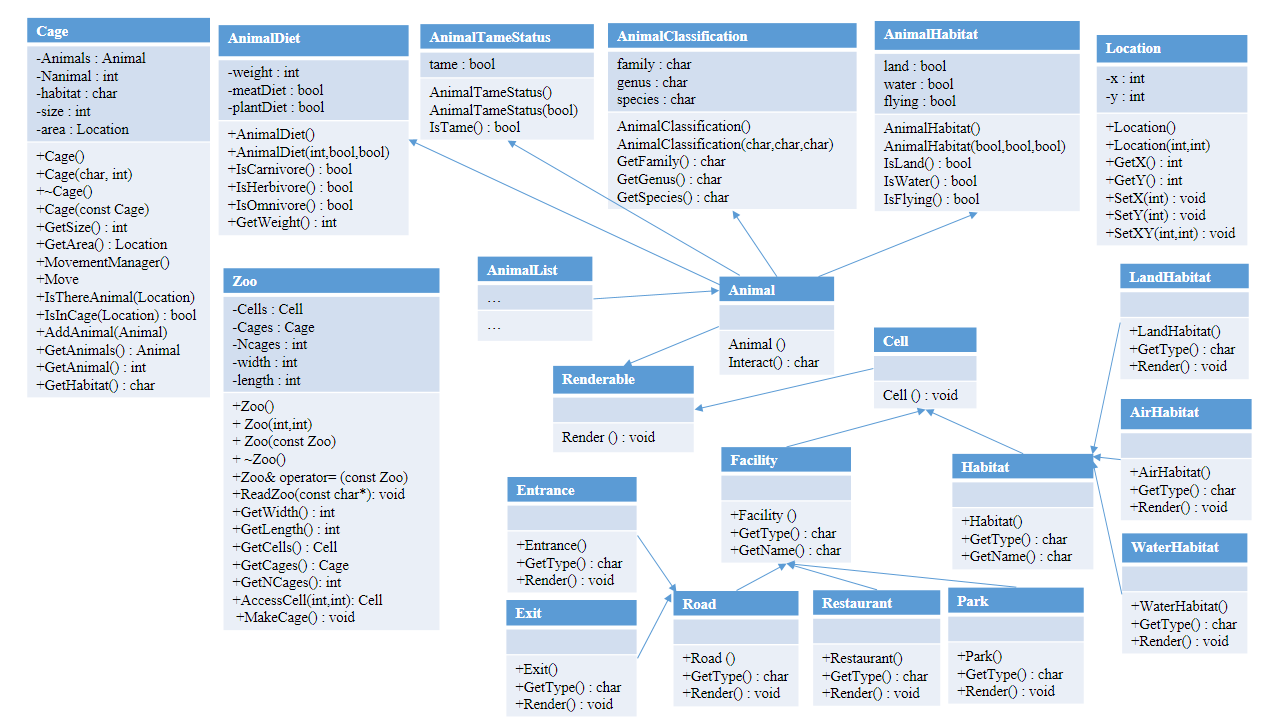 Cage
-Animals : Animal
-Nanimal : int
-habitat : char
-size : int
-area : Location
+Cage()
+Cage(char, int)
+~Cage()
+Cage(const Cage)
+GetSize() : int
+GetArea() : Location
+MovementManager()
+Move
+IsThereAnimal(Location)
+IsInCage(Location) : bool
+AddAnimal(Animal)
+GetAnimals() : Animal
+GetAnimal() : int
+GetHabitat() : char
AnimalDiet
-weight : int
-meatDiet : bool
-plantDiet : bool
+AnimalDiet()
+AnimalDiet(int,bool,bool)
+IsCarnivore() : bool
+IsHerbivore() : bool
+IsOmnivore() : bool
+GetWeight() : int
AnimalTameStatus
tame : bool
AnimalTameStatus()
AnimalTameStatus(bool)
IsTame() : bool
AnimalClassification
family : char
genus : char
species : char
AnimalClassification()
AnimalClassification(char,char,char)
GetFamily() : char
GetGenus() : char
GetSpecies() : char
AnimalHabitat
land : bool
water : bool
flying : bool
AnimalHabitat()
AnimalHabitat(bool,bool,bool)
IsLand() : bool
IsWater() : bool
IsFlying() : bool
Location
-x : int
-y : int
+Location()
+Location(int,int)
+GetX() : int
+GetY() : int
+SetX(int) : void
+SetY(int) : void
+SetXY(int,int) : void
Zoo
-Cells : Cell
-Cages : Cage
-Ncages : int
-width : int
-length : int
+Zoo()
+ Zoo(int,int)
+ Zoo(const Zoo)
+ ~Zoo()
+Zoo& operator= (const Zoo)
+ReadZoo(const char*): void
+GetWidth() : int
+GetLength() : int
+GetCells() : Cell
+GetCages() : Cage
+GetNCages(): int
+AccessCell(int,int): Cell
+MakeCage() : void
AnimalList
…
…
Animal
Animal ()
Interact() : char
Renderable
Render () : void
Cell
Cell () : void
LandHabitat
+LandHabitat()
+GetType() : char
+Render() : void
AirHabitat
+AirHabitat()
+GetType() : char
+Render() : void
WaterHabitat
+WaterHabitat()
+GetType() : char
+Render() : void
Facility
+Facility ()
+GetType() : char
+GetName() : char
Habitat
+Habitat()
+GetType() : char
+GetName() : char
Entrance
+Entrance()
+GetType() : char
+Render() : void
Exit
+Exit()
+GetType() : char
+Render() : void
Road
+Road ()
+GetType() : char
+Render() : void
Restaurant
+Restaurant()
+GetType() : char
+Render() : void
Park
+Park()
+GetType() : char
+Render() : void